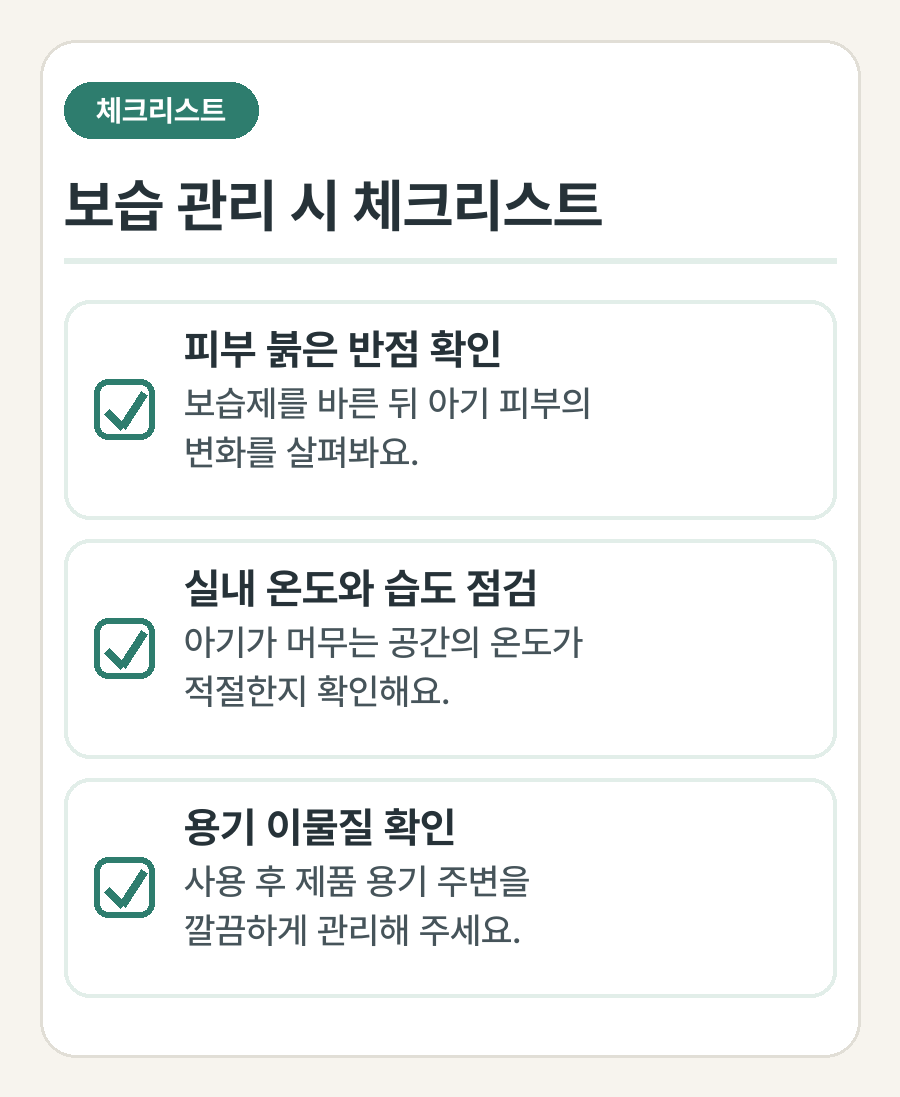 체크리스트
보습 관리 시 체크리스트
피부 붉은 반점 확인
보습제를 바른 뒤 아기 피부의
변화를 살펴봐요.
실내 온도와 습도 점검
아기가 머무는 공간의 온도가
적절한지 확인해요.
용기 이물질 확인
사용 후 제품 용기 주변을
깔끔하게 관리해 주세요.